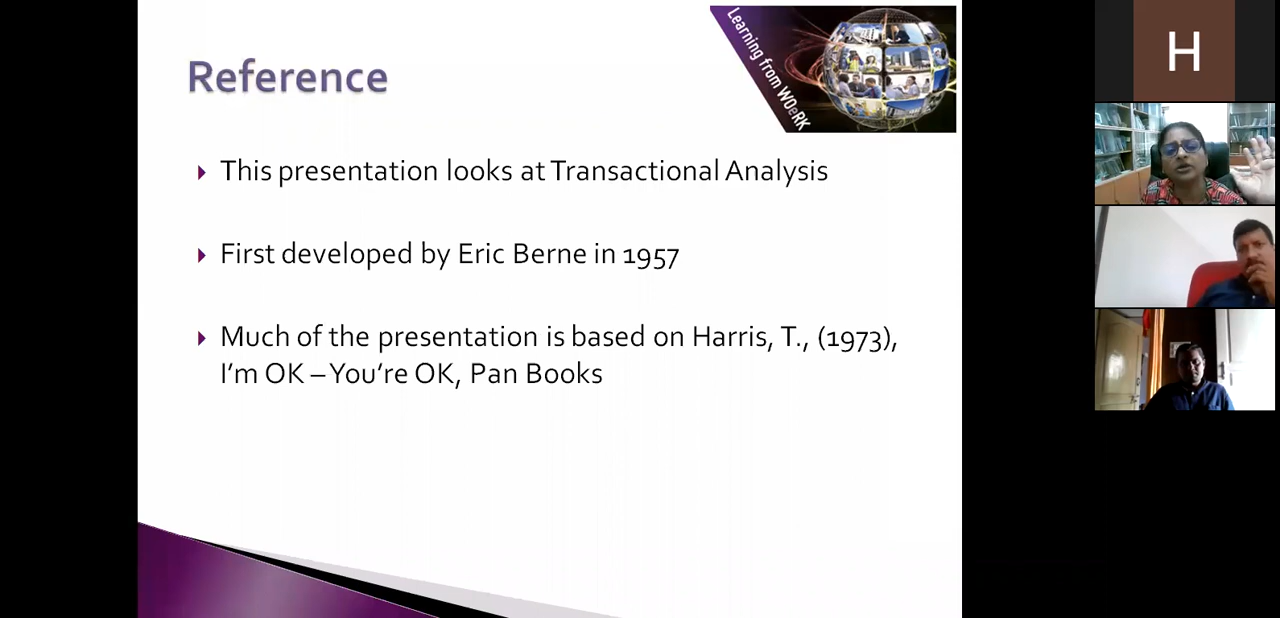 Reference
Learning from WOeRK
This presentation looks at Transactional Analysis
First developed by Eric Berne in 1957
Much of the presentation is based on Harris, T., (1973),
I'm OK – You're OK, Pan Books
H